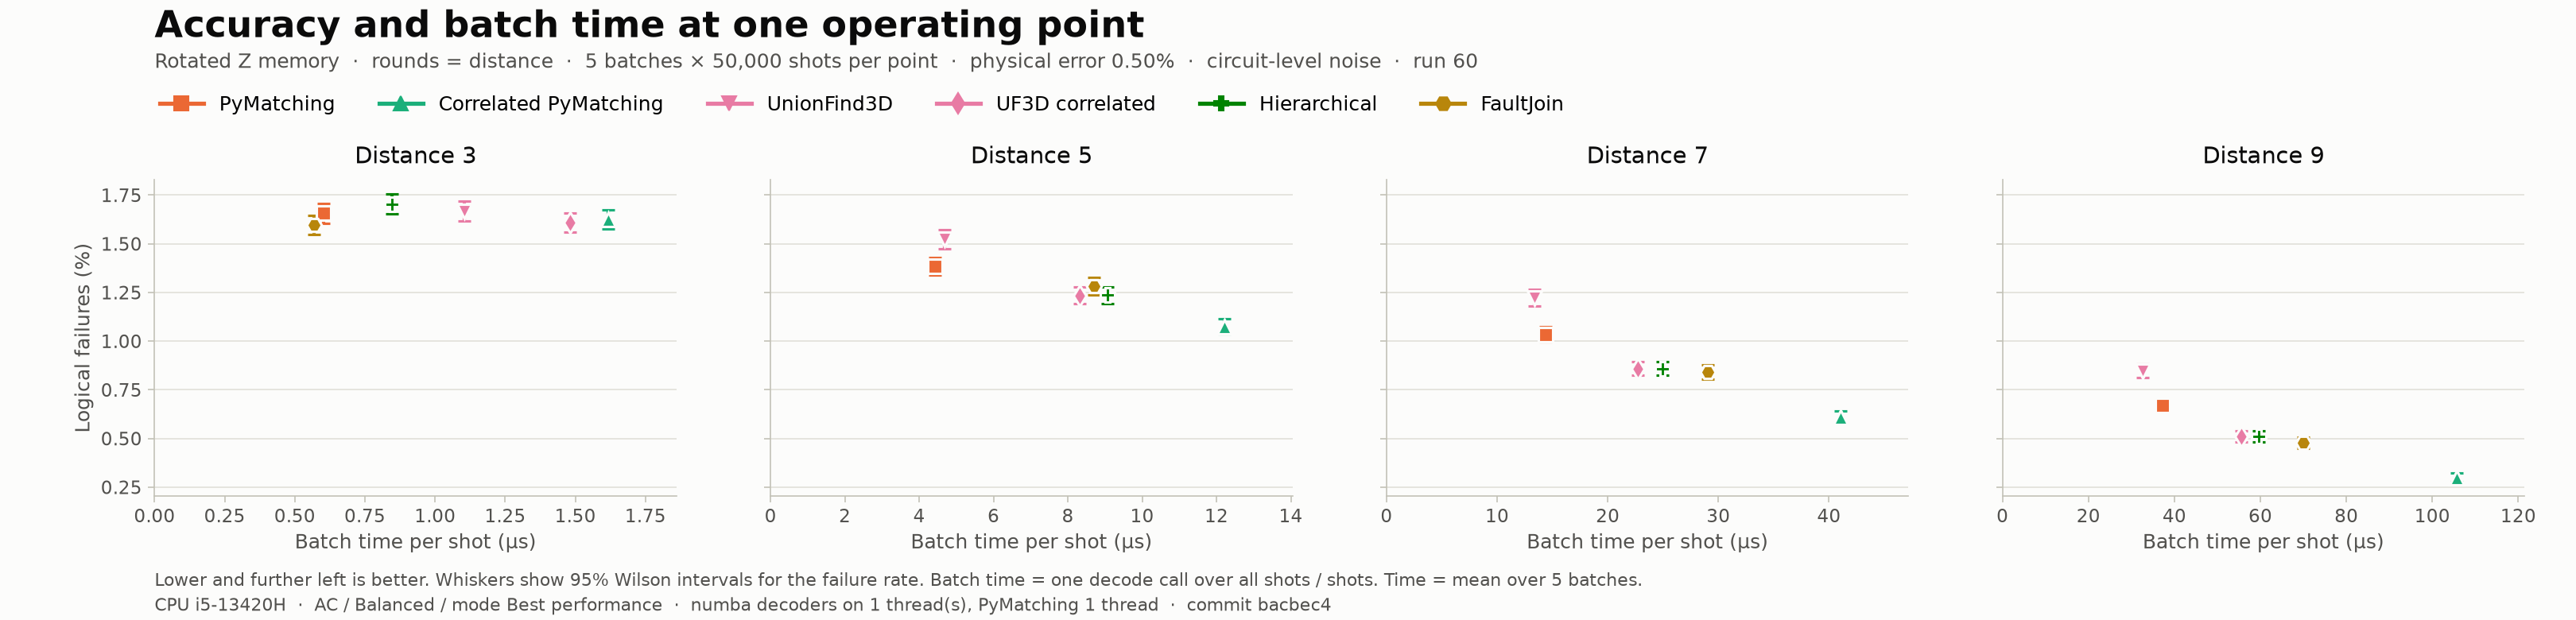 Accuracy and batch time at one operating point
Rotated Z memory · rounds = distance · 5 batches × 50,000 shots per point · physical error 0.50% · circuit-level noise · run 60
PyMatching Correlated PyMatching UnionFind3D UF3D correlated Hierarchical FaultJoin
Distance 3 Distance 5 Distance 7 Distance 9
Logical failures (%)
1.75
1.50
1.25
1.00
0.75
0.50
0.25
0.00 0.25 0.50 0.75 1.00 1.25 1.50 1.75 0 2 4 6 8 10 12 14 0 10 20 30 40 0 20 40 60 80 100 120
Batch time per shot (µs) Batch time per shot (µs) Batch time per shot (µs) Batch time per shot (µs)
Lower and further left is better. Whiskers show 95% Wilson intervals for the failure rate. Batch time = one decode call over all shots / shots. Time = mean over 5 batches.
CPU i5-13420H · AC / Balanced / mode Best performance · numba decoders on 1 thread(s), PyMatching 1 thread · commit bacbec4